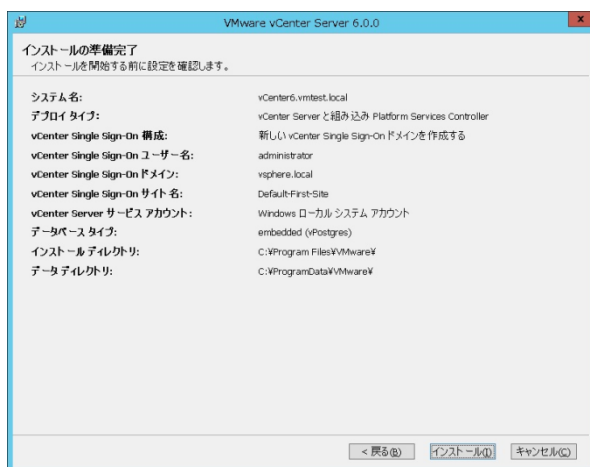 VMware vCenter Server 6.0.0
x
インストールの準備完了
インストールを開始する前に設定を確認します。
システム名: vCenter6.vmtest.local
デプロイ タイプ: vCenter Server と組み込み Platform Services Controller
vCenter Single Sign-On 構成: 新しい vCenter Single Sign-On ドメインを作成する
vCenter Single Sign-On ユーザー名: administrator
vCenter Single Sign-On ドメイン: vsphere.local
vCenter Single Sign-On サイト名: Default-First-Site
vCenter Server サービス アカウント: Windows ローカル システム アカウント
データベース タイプ: embedded (vPostgres)
インストール ディレクトリ: C:¥Program Files¥VMware¥
データ ディレクトリ: C:¥ProgramData¥VMware¥
< 戻る(B) インストール(I) キャンセル(C)